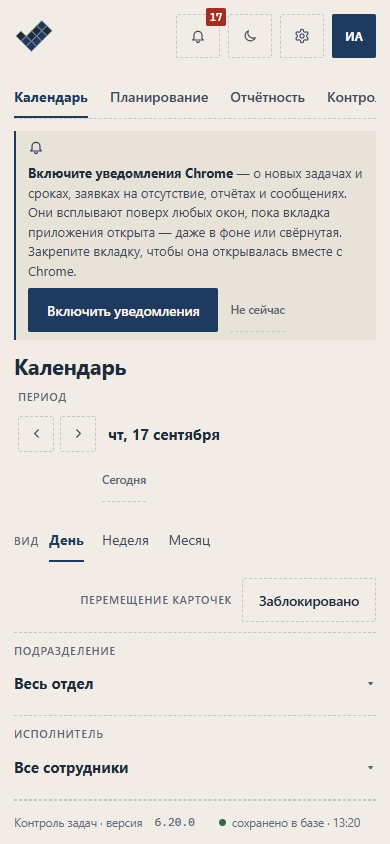 17
ИА
Календарь Планирование Отчётность Контро
Включите уведомления Chrome — о новых задачах и
сроках, заявках на отсутствие, отчётах и сообщениях.
Они всплывают поверх любых окон, пока вкладка
приложения открыта — даже в фоне или свёрнутая.
Закрепите вкладку, чтобы она открывалась вместе с
Chrome.
Включить уведомления Не сейчас
Календарь
ПЕРИОД
чт, 17 сентября
Сегодня
ВИД День Неделя Месяц
ПЕРЕМЕЩЕНИЕ КАРТОЧЕК Заблокировано
ПОДРАЗДЕЛЕНИЕ
Весь отдел
ИСПОЛНИТЕЛЬ
Все сотрудники
Контроль задач · версия 6.20.0 сохранено в базе · 13:20